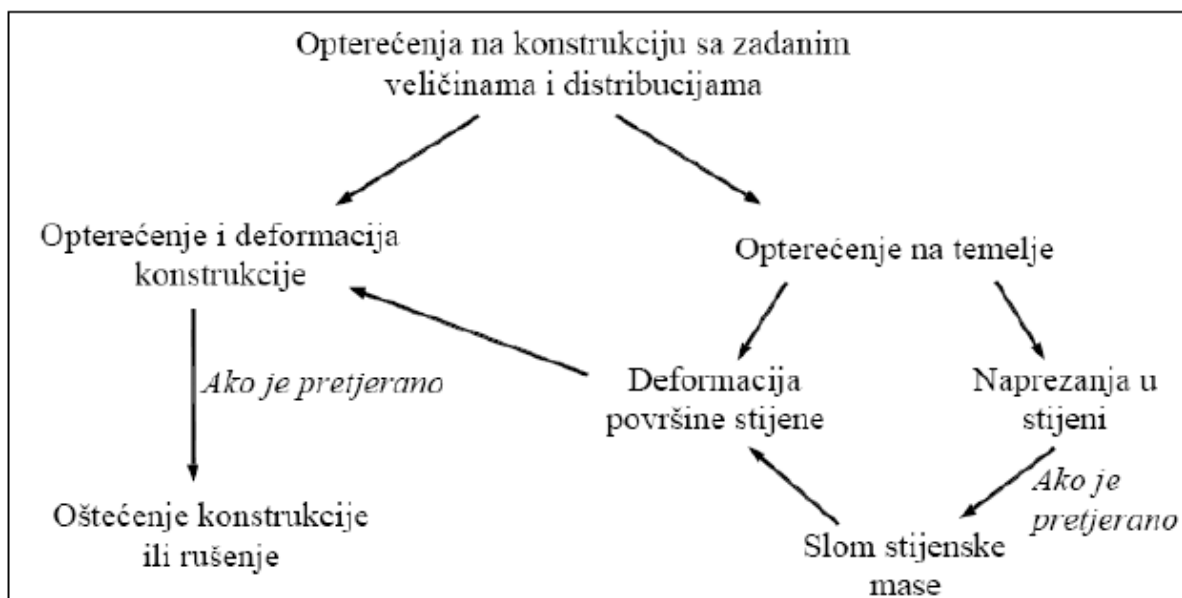 Opterećenja na konstrukciju sa zadanim
veličinama i distribucijama
Opterećenje i deformacija
konstrukcije
Opterećenje na temelje
Ako je pretjerano
Deformacija
površine stijene
Naprezanja u
stijeni
Ako je
pretjerano
Oštećenje konstrukcije
ili rušenje
Slom stijenske
mase